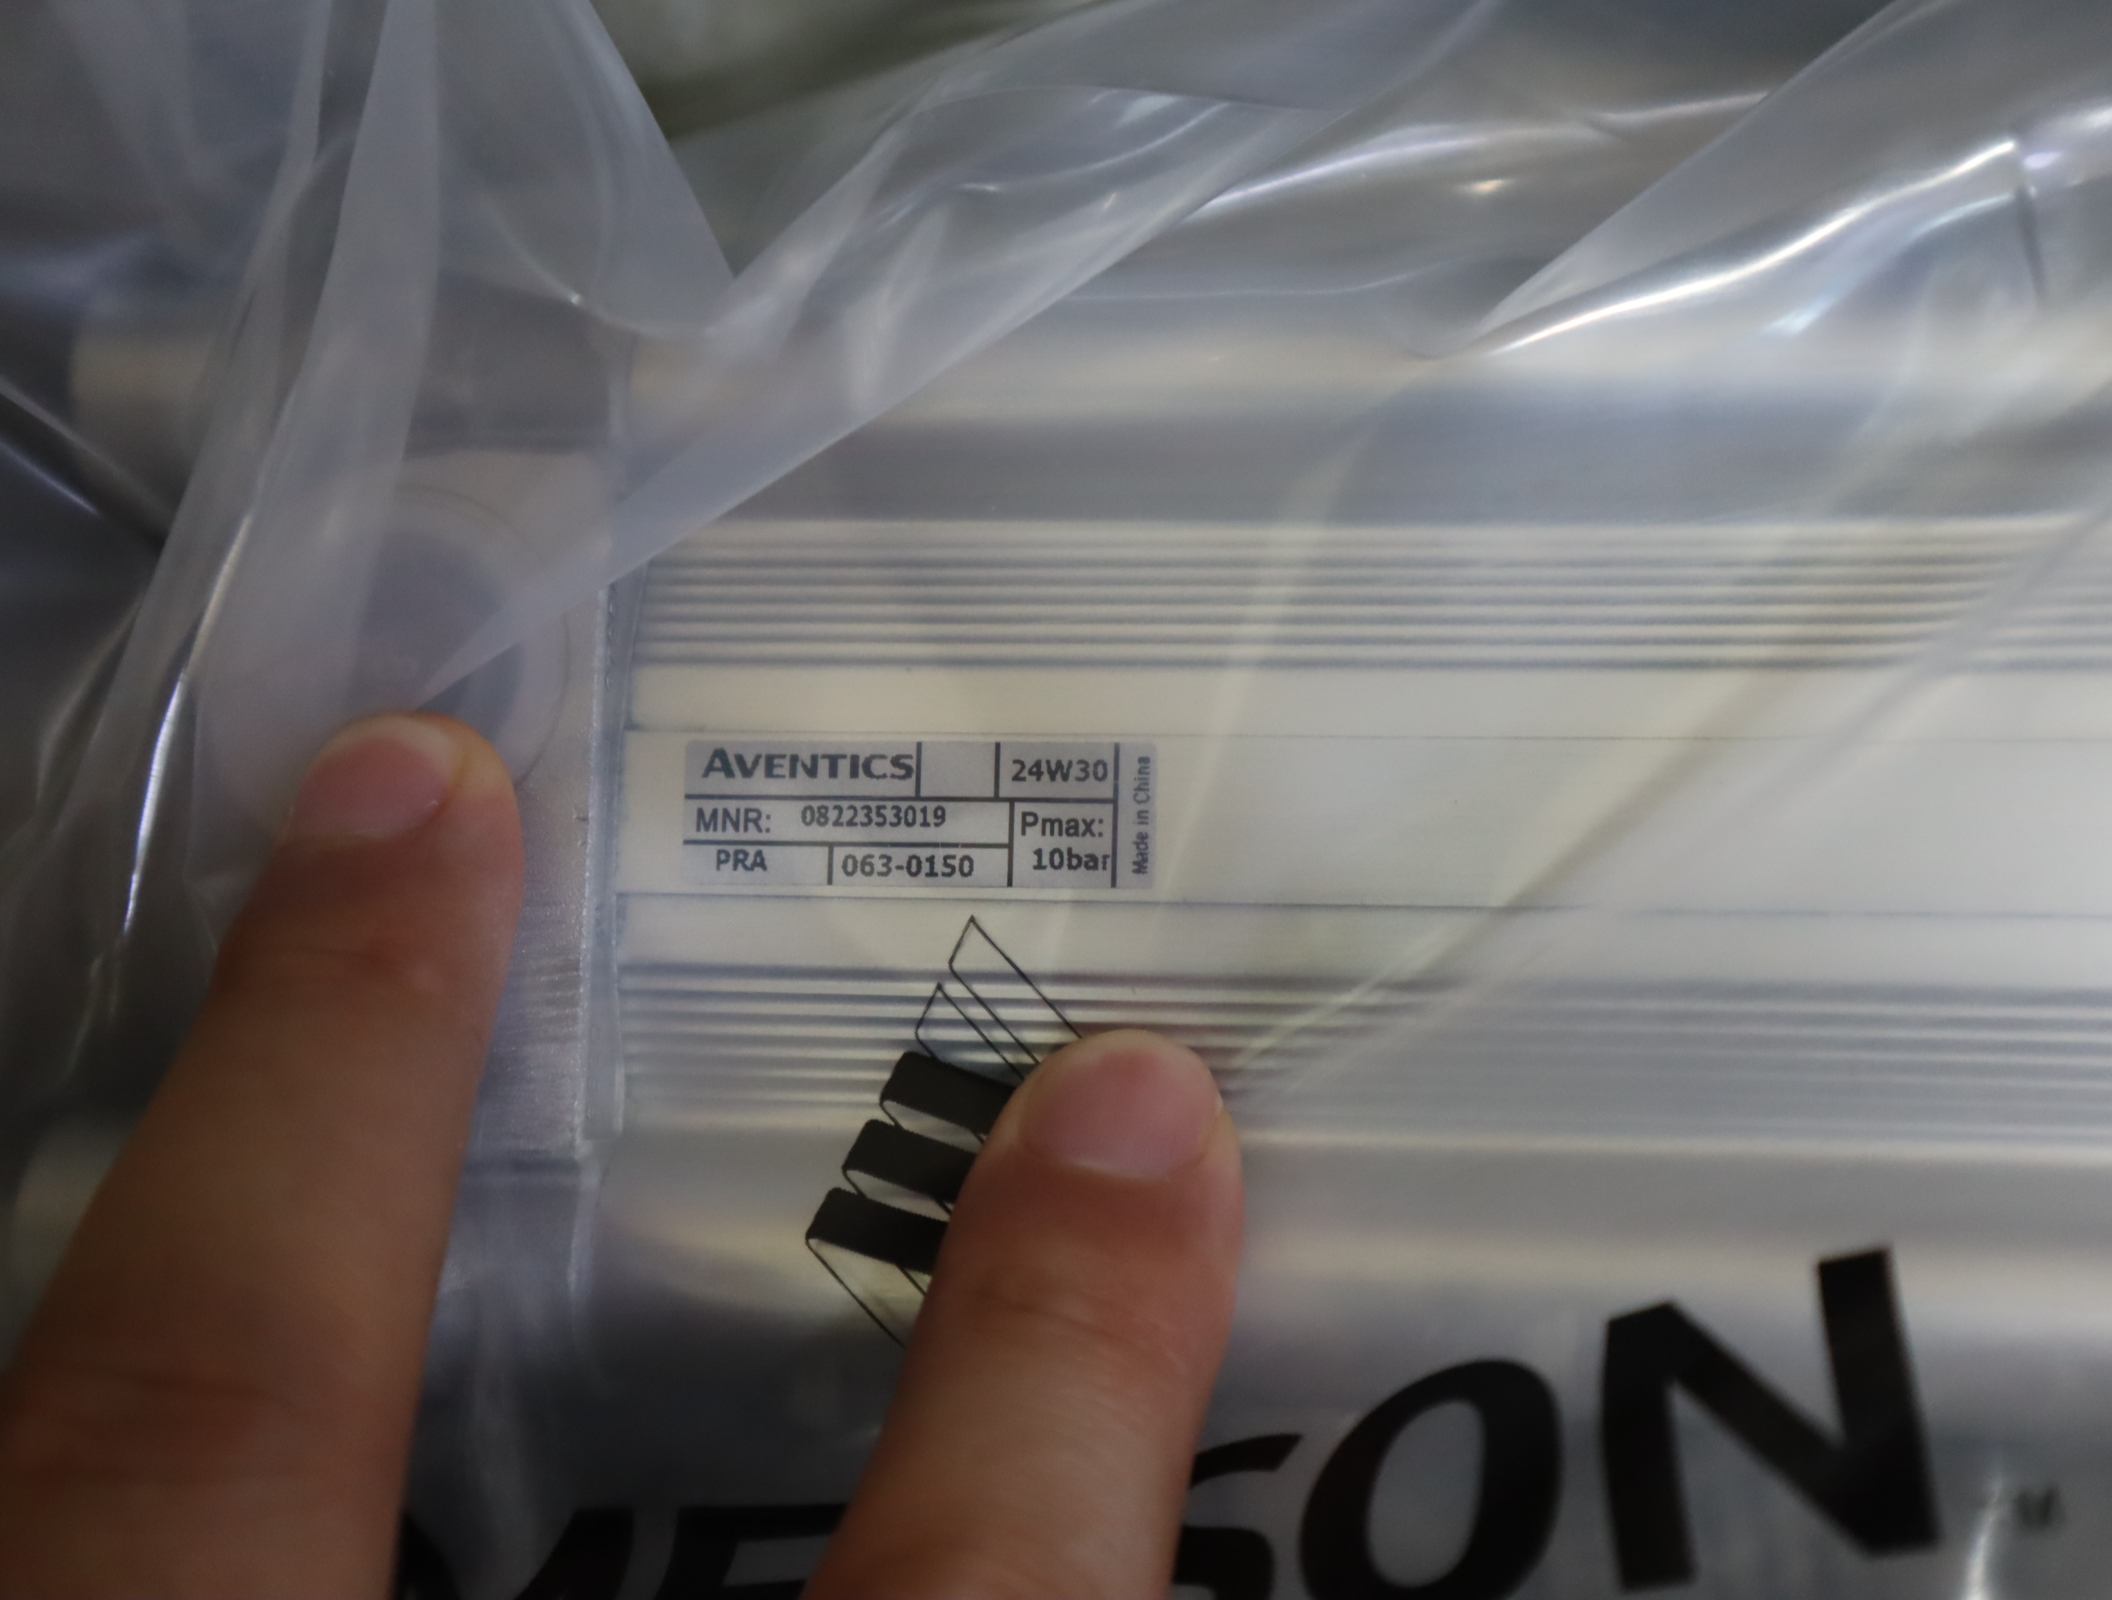 AVENTICS 24W30
MNR: 0822353019 Pmax:
PRA 063-0150 10bar
Made in China